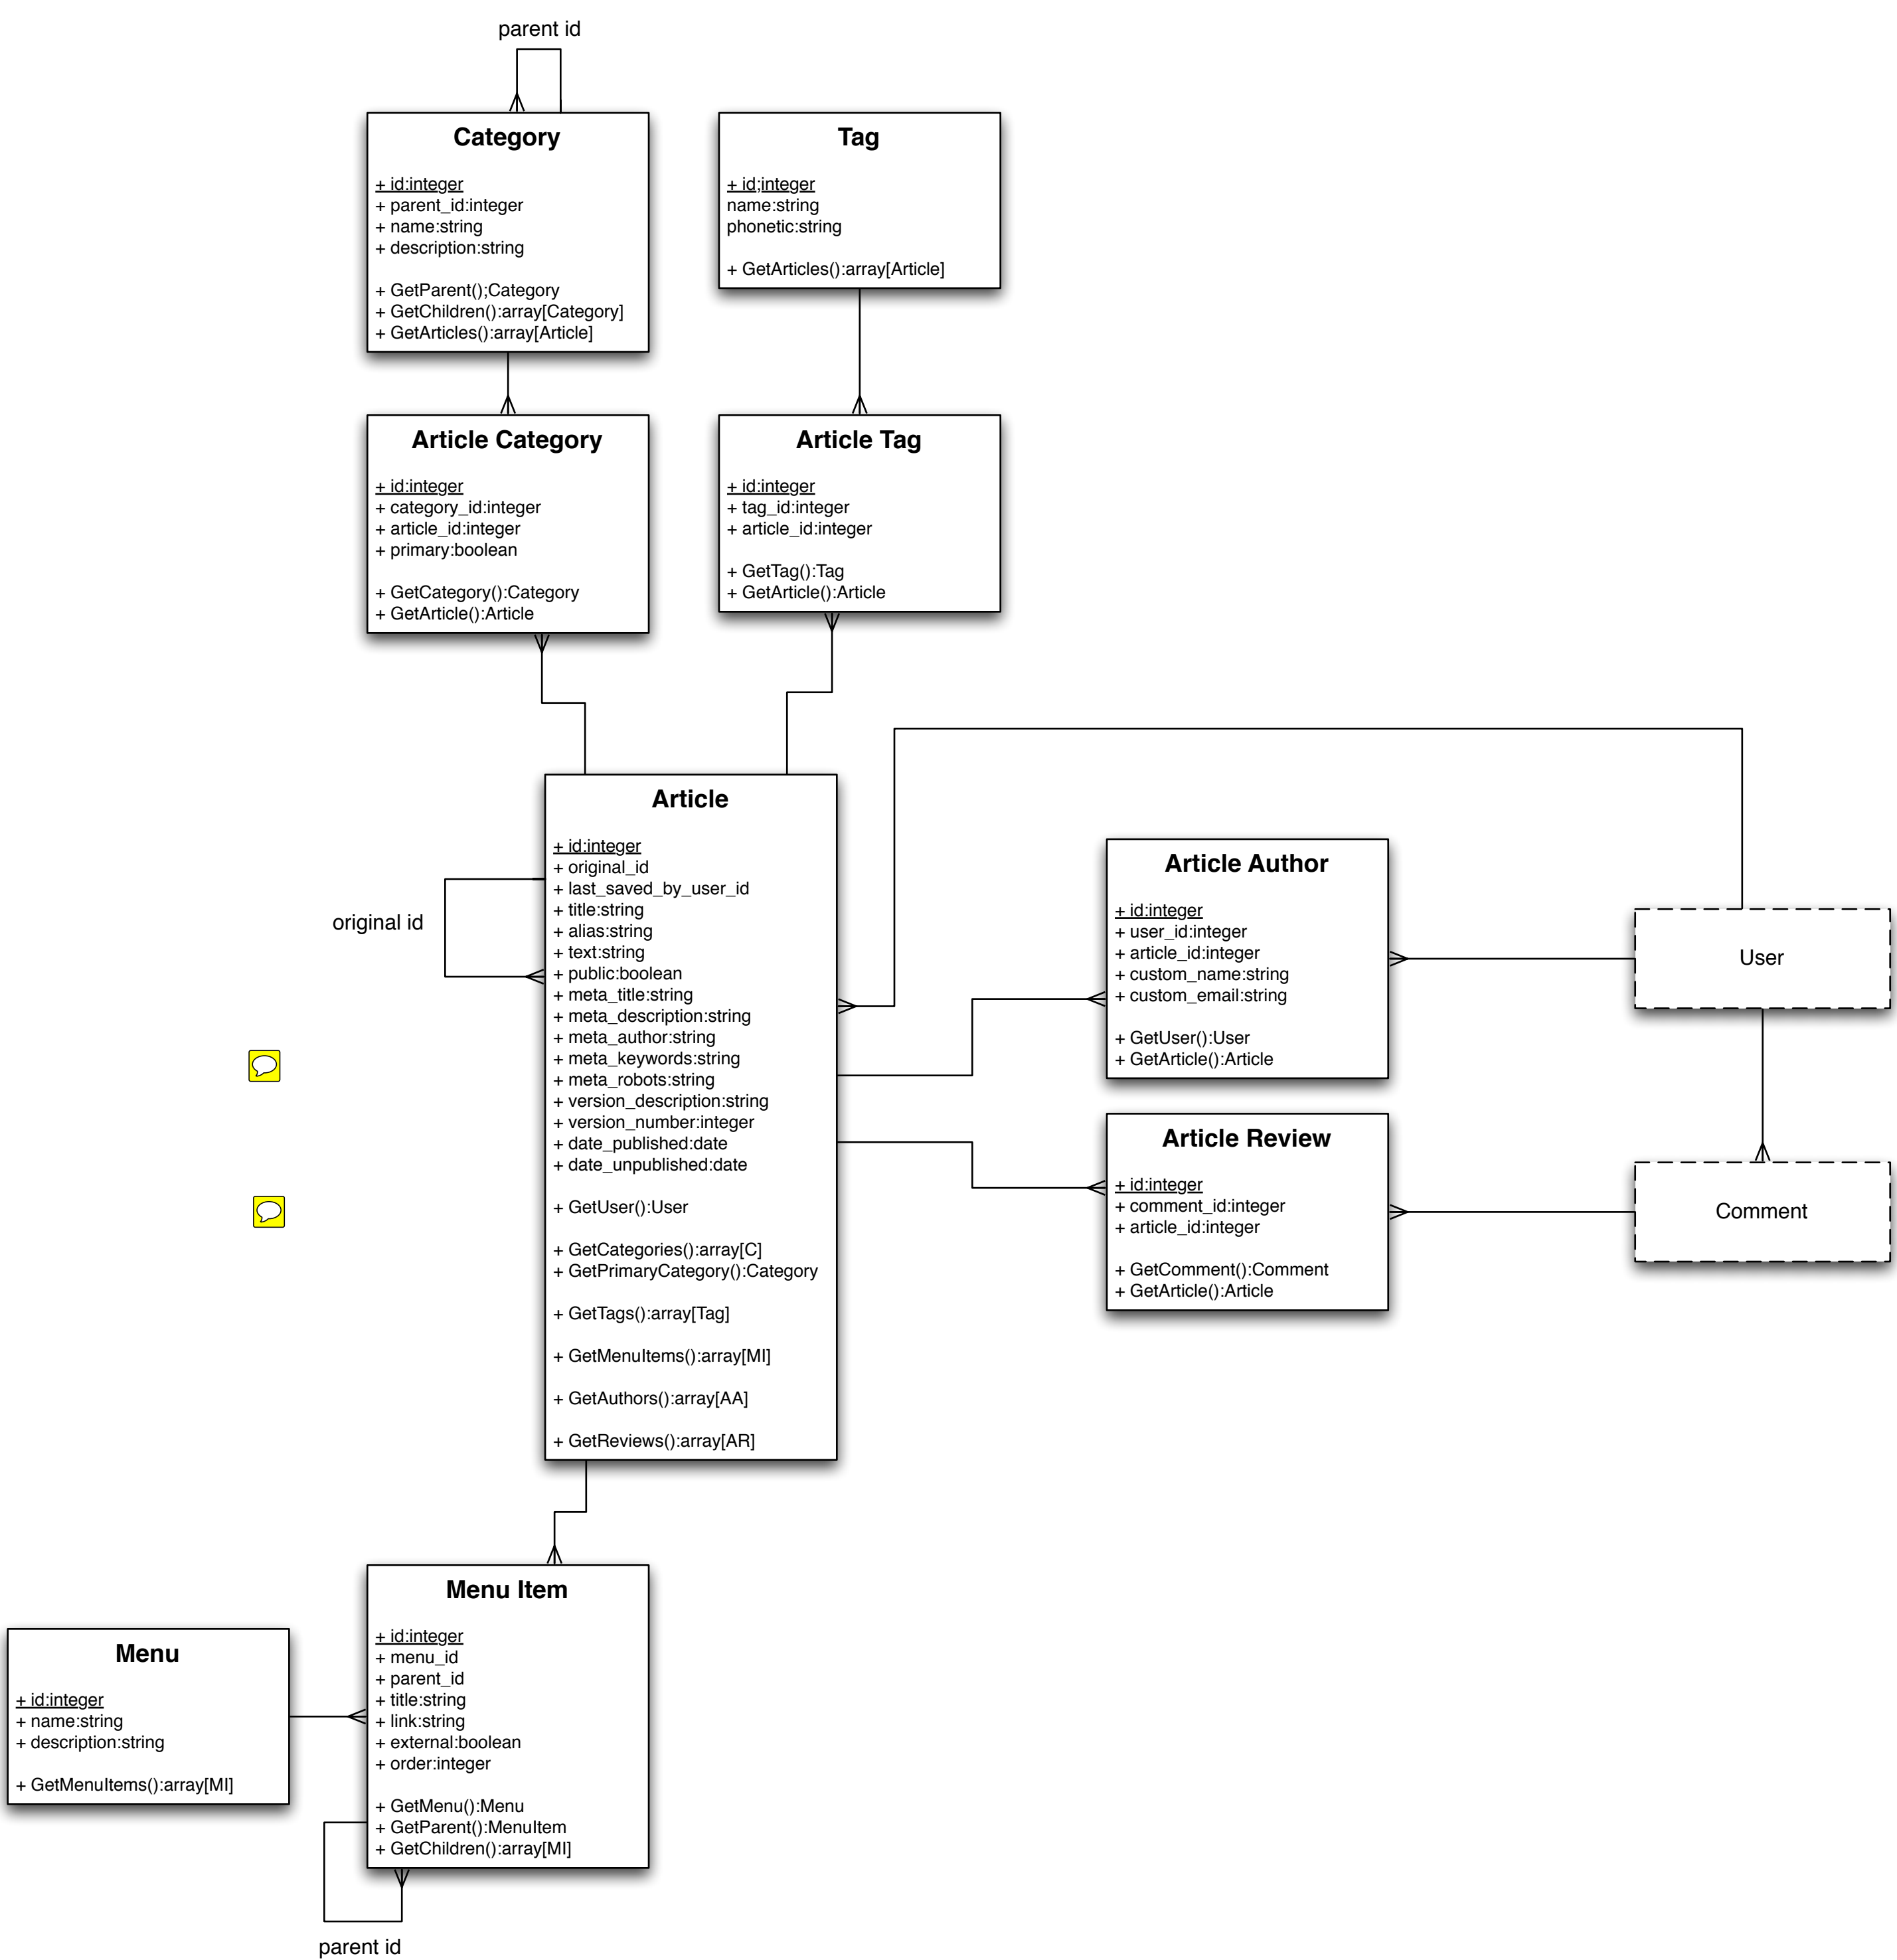 parent id
Category
+ id:integer
+ parent_id:integer
+ name:string
+ description:string
+ GetParent();Category
+ GetChildren():array[Category]
+ GetArticles():array[Article]
Tag
+ id;integer
name:string
phonetic:string
+ GetArticles():array[Article]
Article Category
+ id:integer
+ category_id:integer
+ article_id:integer
+ primary:boolean
+ GetCategory():Category
+ GetArticle():Article
Article Tag
+ id:integer
+ tag_id:integer
+ article_id:integer
+ GetTag():Tag
+ GetArticle():Article
Article
+ id:integer
+ original_id
+ last_saved_by_user_id
+ title:string
+ alias:string
+ text:string
+ public:boolean
+ meta_title:string
+ meta_description:string
+ meta_author:string
+ meta_keywords:string
+ meta_robots:string
+ version_description:string
+ version_number:integer
+ date_published:date
+ date_unpublished:date
+ GetUser():User
+ GetCategories():array[C]
+ GetPrimaryCategory():Category
+ GetTags():array[Tag]
+ GetMenuItems():array[MI]
+ GetAuthors():array[AA]
+ GetReviews():array[AR]
original id
Article Author
+ id:integer
+ user_id:integer
+ article_id:integer
+ custom_name:string
+ custom_email:string
+ GetUser():User
+ GetArticle():Article
User
Article Review
+ id:integer
+ comment_id:integer
+ article_id:integer
+ GetComment():Comment
+ GetArticle():Article
Comment
Menu Item
+ id:integer
+ menu_id
+ parent_id
+ title:string
+ link:string
+ external:boolean
+ order:integer
+ GetMenu():Menu
+ GetParent():MenuItem
+ GetChildren():array[MI]
Menu
+ id:integer
+ name:string
+ description:string
+ GetMenuItems():array[MI]
parent id